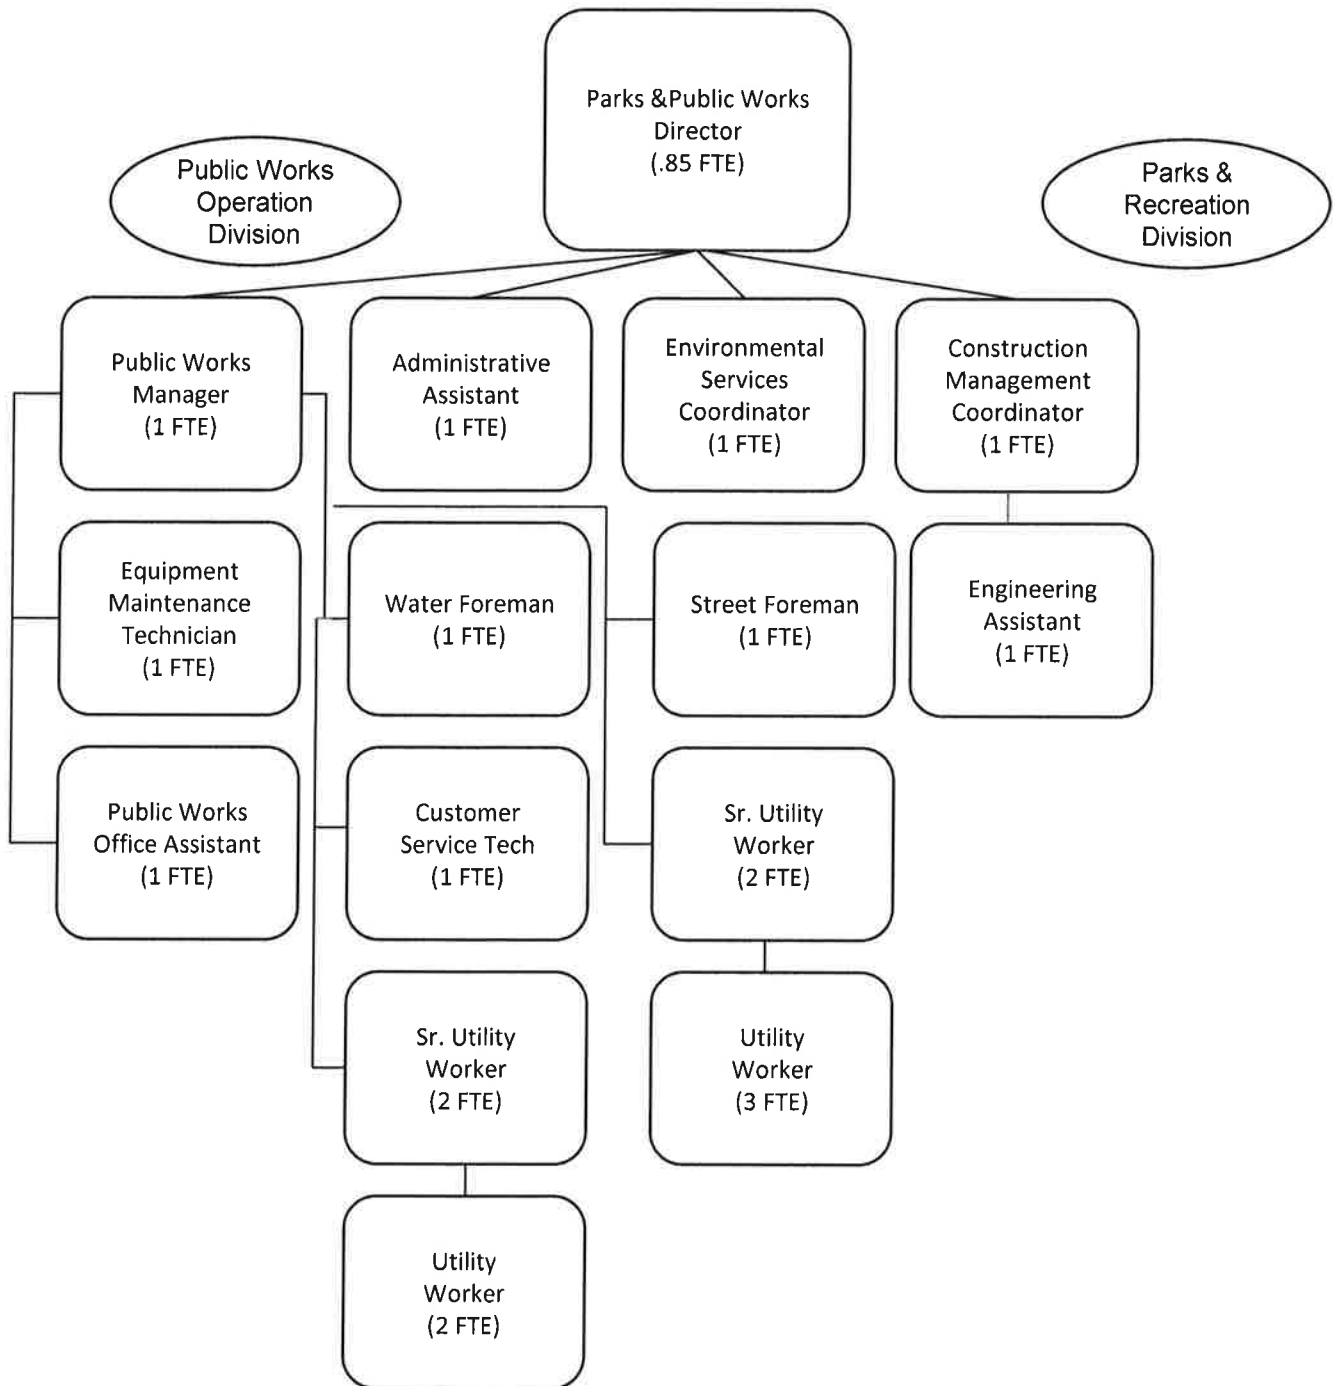 Parks &Public Works
Director
(.85 FTE)
Public Works
Operation
Division
Parks &
Recreation
Division
Public Works
Manager
(1 FTE)
Administrative
Assistant
(1 FTE)
Environmental
Services
Coordinator
(1 FTE)
Construction
Management
Coordinator
(1 FTE)
Equipment
Maintenance
Technician
(1 FTE)
Water Foreman
(1 FTE)
Street Foreman
(1 FTE)
Engineering
Assistant
(1 FTE)
Public Works
Office Assistant
(1 FTE)
Customer
Service Tech
(1 FTE)
Sr. Utility
Worker
(2 FTE)
Sr. Utility
Worker
(2 FTE)
Utility
Worker
(3 FTE)
Utility
Worker
(2 FTE)